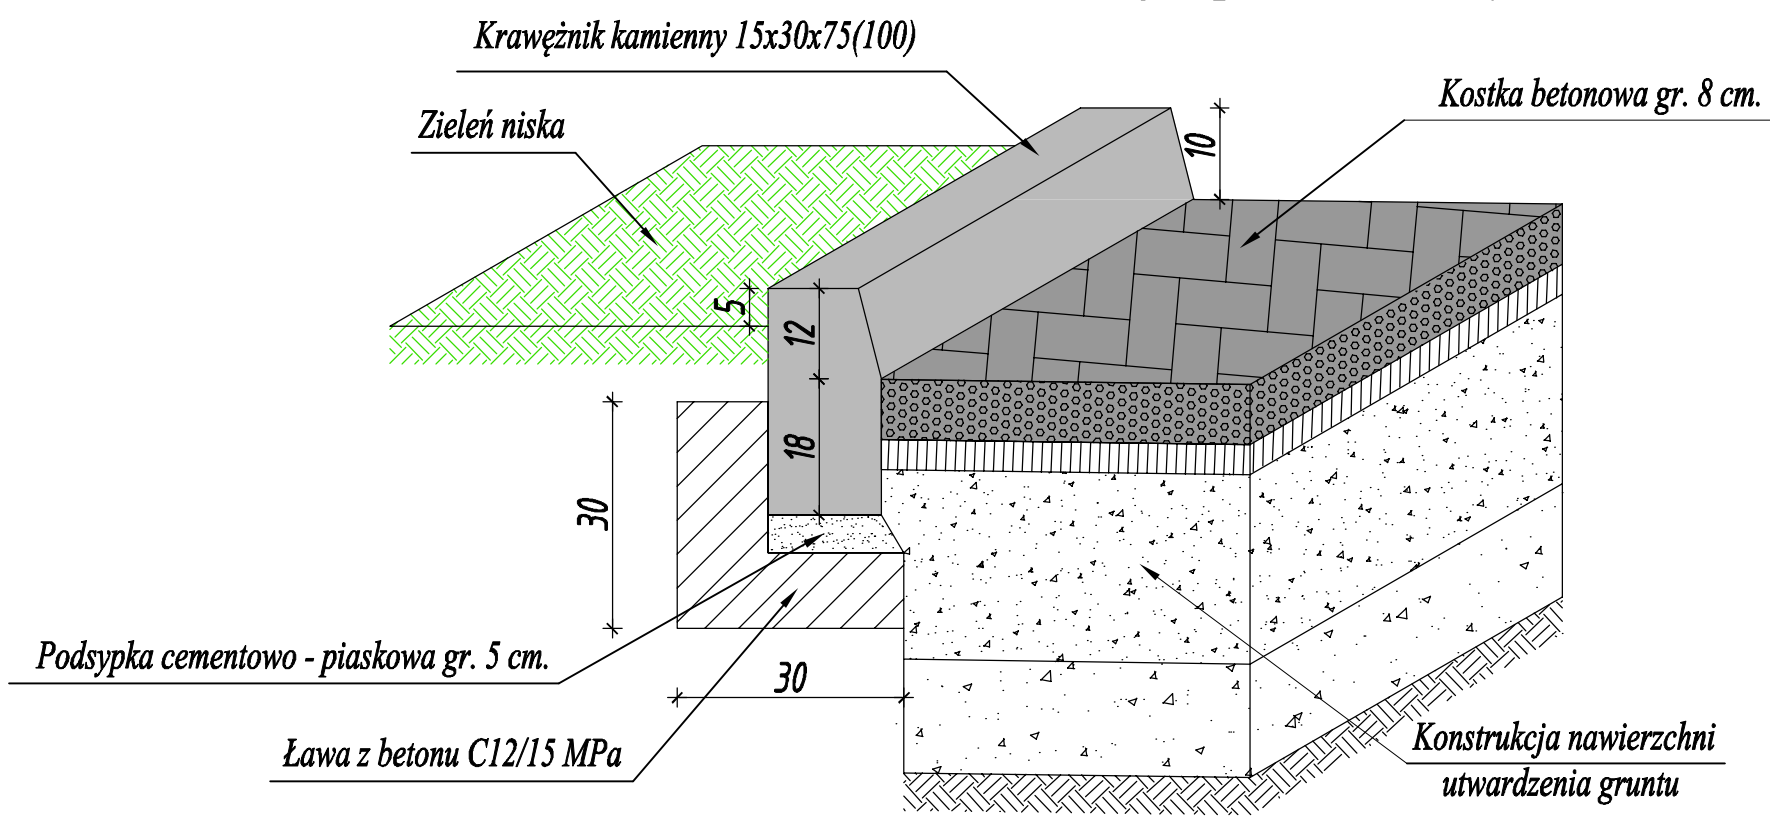 Krawężnik kamienny 15x30x75(100)
Kostka betonowa gr. 8 cm.
Zieleń niska
10
5
12
18
30
Podsypka cementowo - piaskowa gr. 5 cm.
30
Ława z betonu C12/15 MPa
Konstrukcja nawierzchni
utwardzenia gruntu